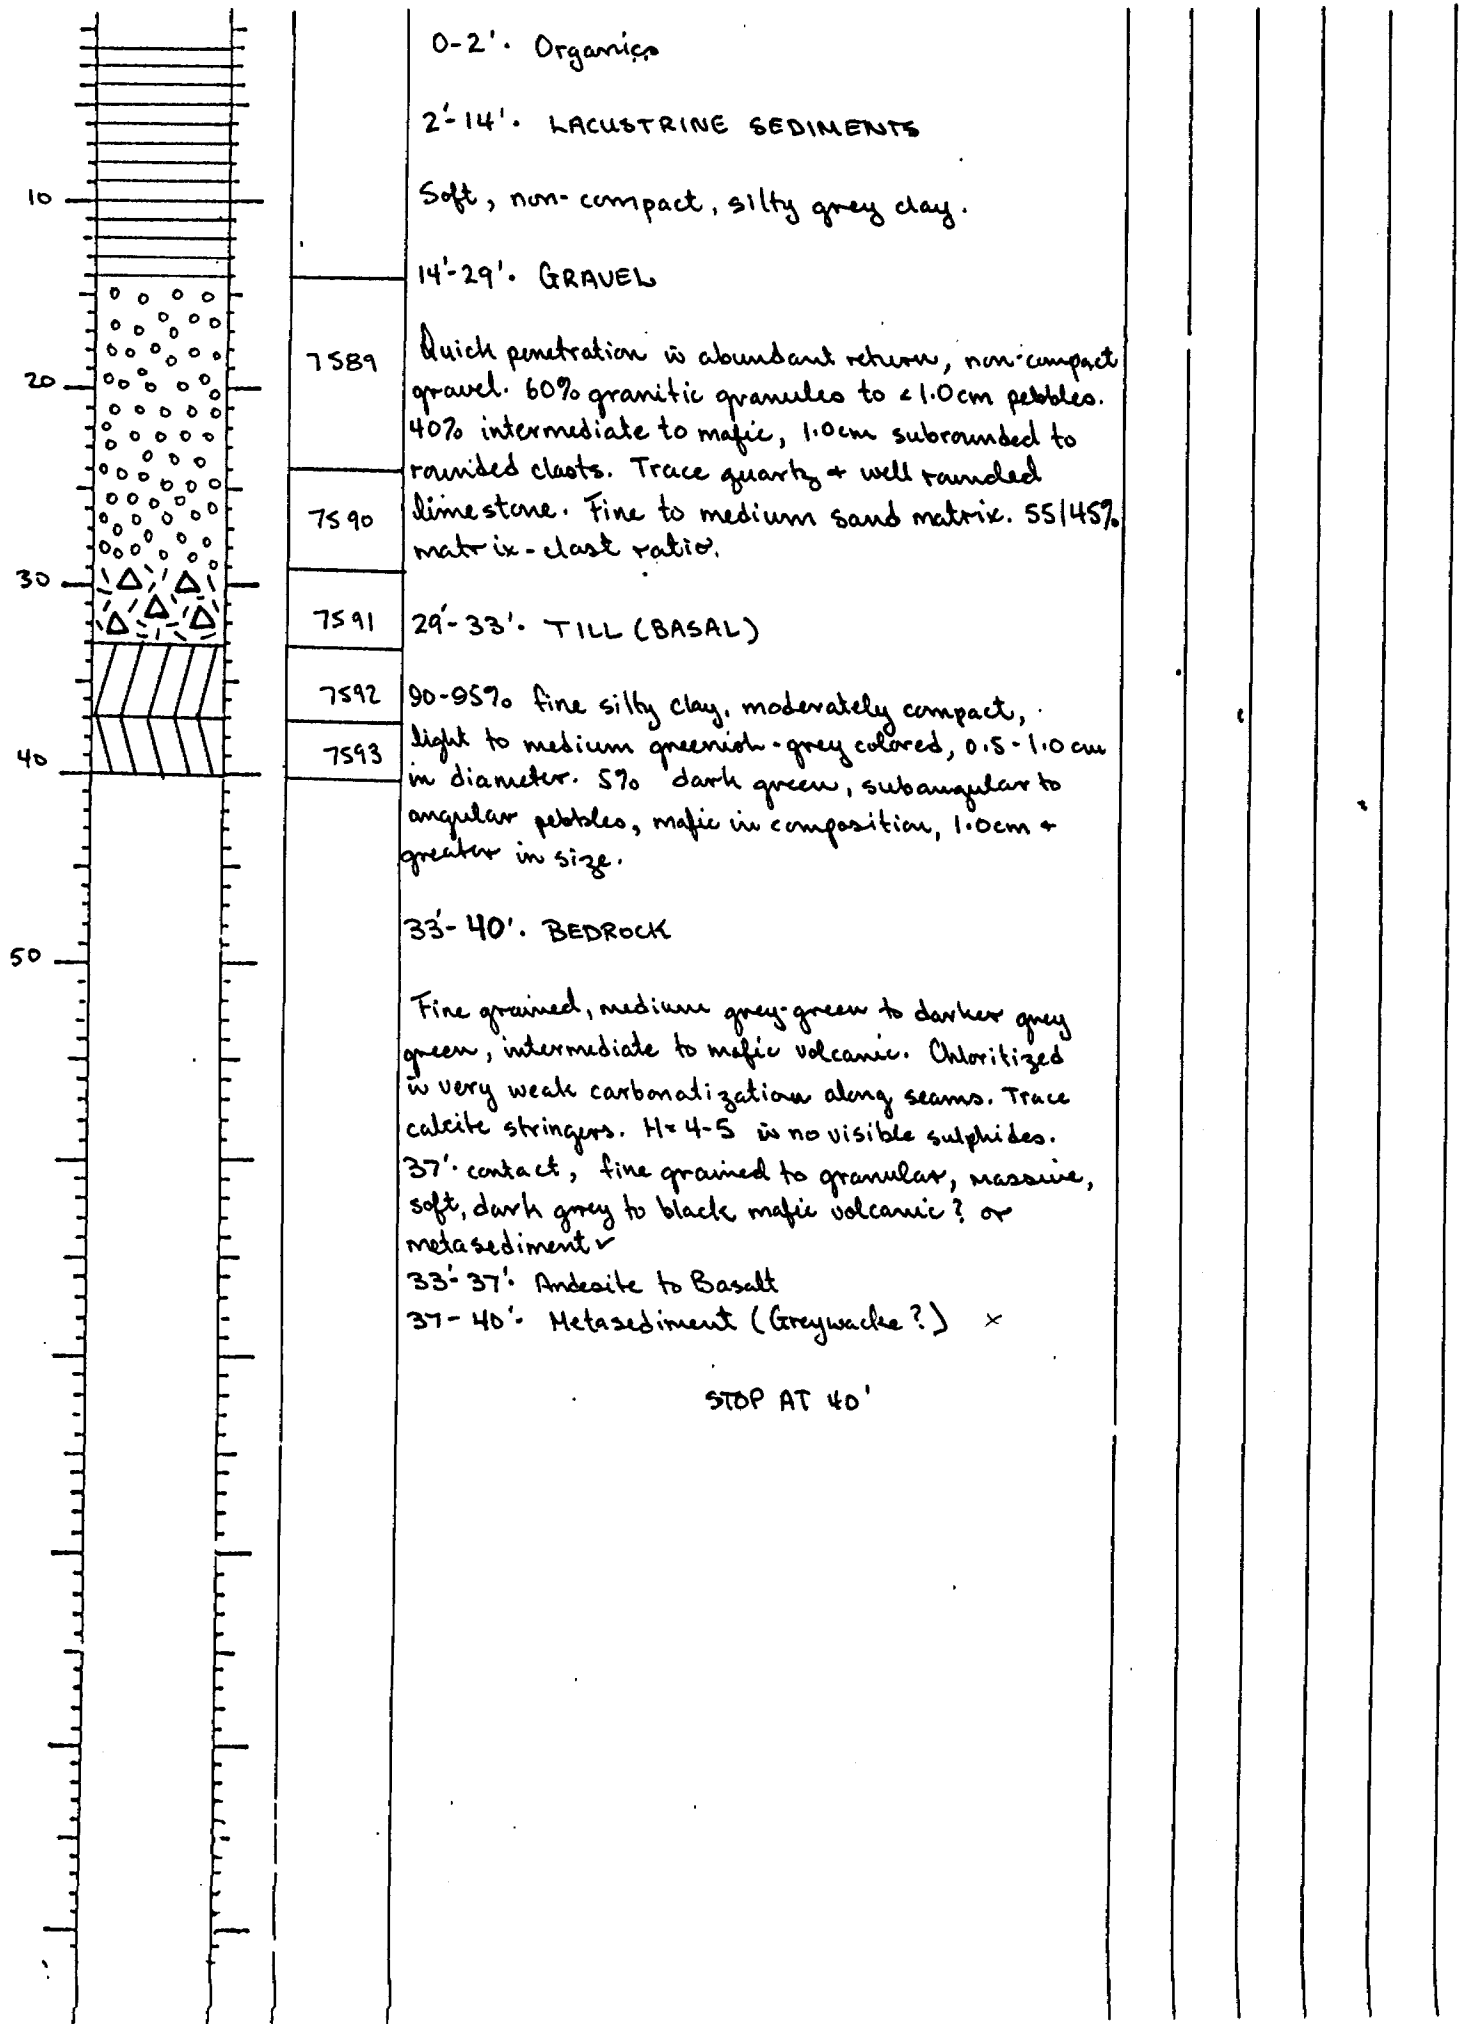 0-2'. Organics
2'-14'. LACUSTRINE SEDIMENTS
10
Soft, non-compact, silty grey clay.
14'-29'. GRAVEL
7589
Quick penetration w abundant return, non-compact
20
gravel. 60% granitic granules to <1.0cm pebbles.
40% intermediate to mafic, 1.0cm subrounded to
rounded clasts. Trace quartz + well rounded
7590
limestone. Fine to medium sand matrix. 55/45%
matrix-clast ratio.
30
7591
29'-33'. TILL (BASAL)
7592
90-95% fine silty clay, moderately compact,
40
7593
light to medium greenish-grey colored, 0.5-1.0 cm
in diameter. 5% dark green, subangular to
angular pebbles, mafic in composition, 1.0cm +
greater in size.
33'-40'. BEDROCK
50
Fine grained, medium grey-green to darker grey
green, intermediate to mafic volcanic. Chloritized
w very weak carbonatization along seams. Trace
calcite stringers. H=4-5 w no visible sulphides.
37'. contact, fine grained to granular, massive,
soft, dark grey to black mafic volcanic? or
metasediment ✓
33'-37'. Andesite to Basalt
37-40'. Metasediment (Greywacke?) x
STOP AT 40'